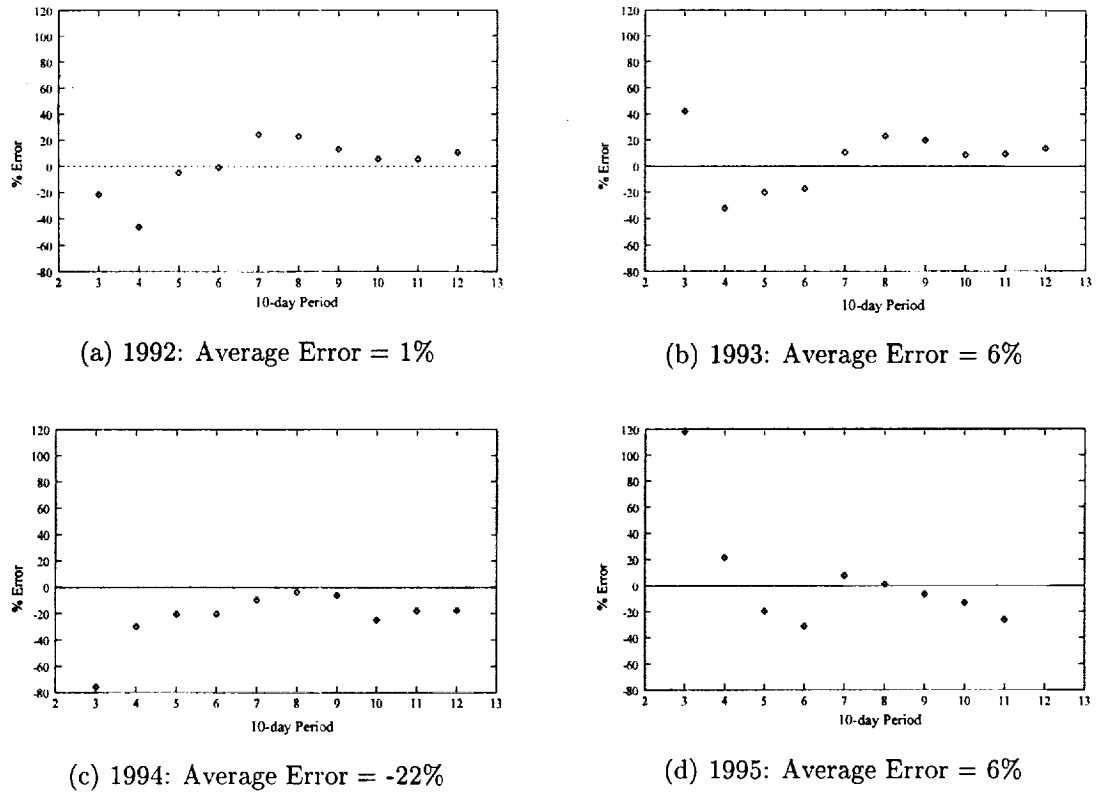 120
100
80
60
40
20
0
-20
-40
-60
-80
% Error
2 3 4 5 6 7 8 9 10 11 12 13
10-day Period
(a) 1992: Average Error = 1%
120
100
80
60
40
20
0
-20
-40
-60
-80
% Error
2 3 4 5 6 7 8 9 10 11 12 13
10-day Period
(b) 1993: Average Error = 6%
120
100
80
60
40
20
0
-20
-40
-60
-80
% Error
2 3 4 5 6 7 8 9 10 11 12 13
10-day Period
(c) 1994: Average Error = -22%
120
100
80
60
40
20
0
-20
-40
-60
-80
% Error
2 3 4 5 6 7 8 9 10 11 12 13
10-day Period
(d) 1995: Average Error = 6%